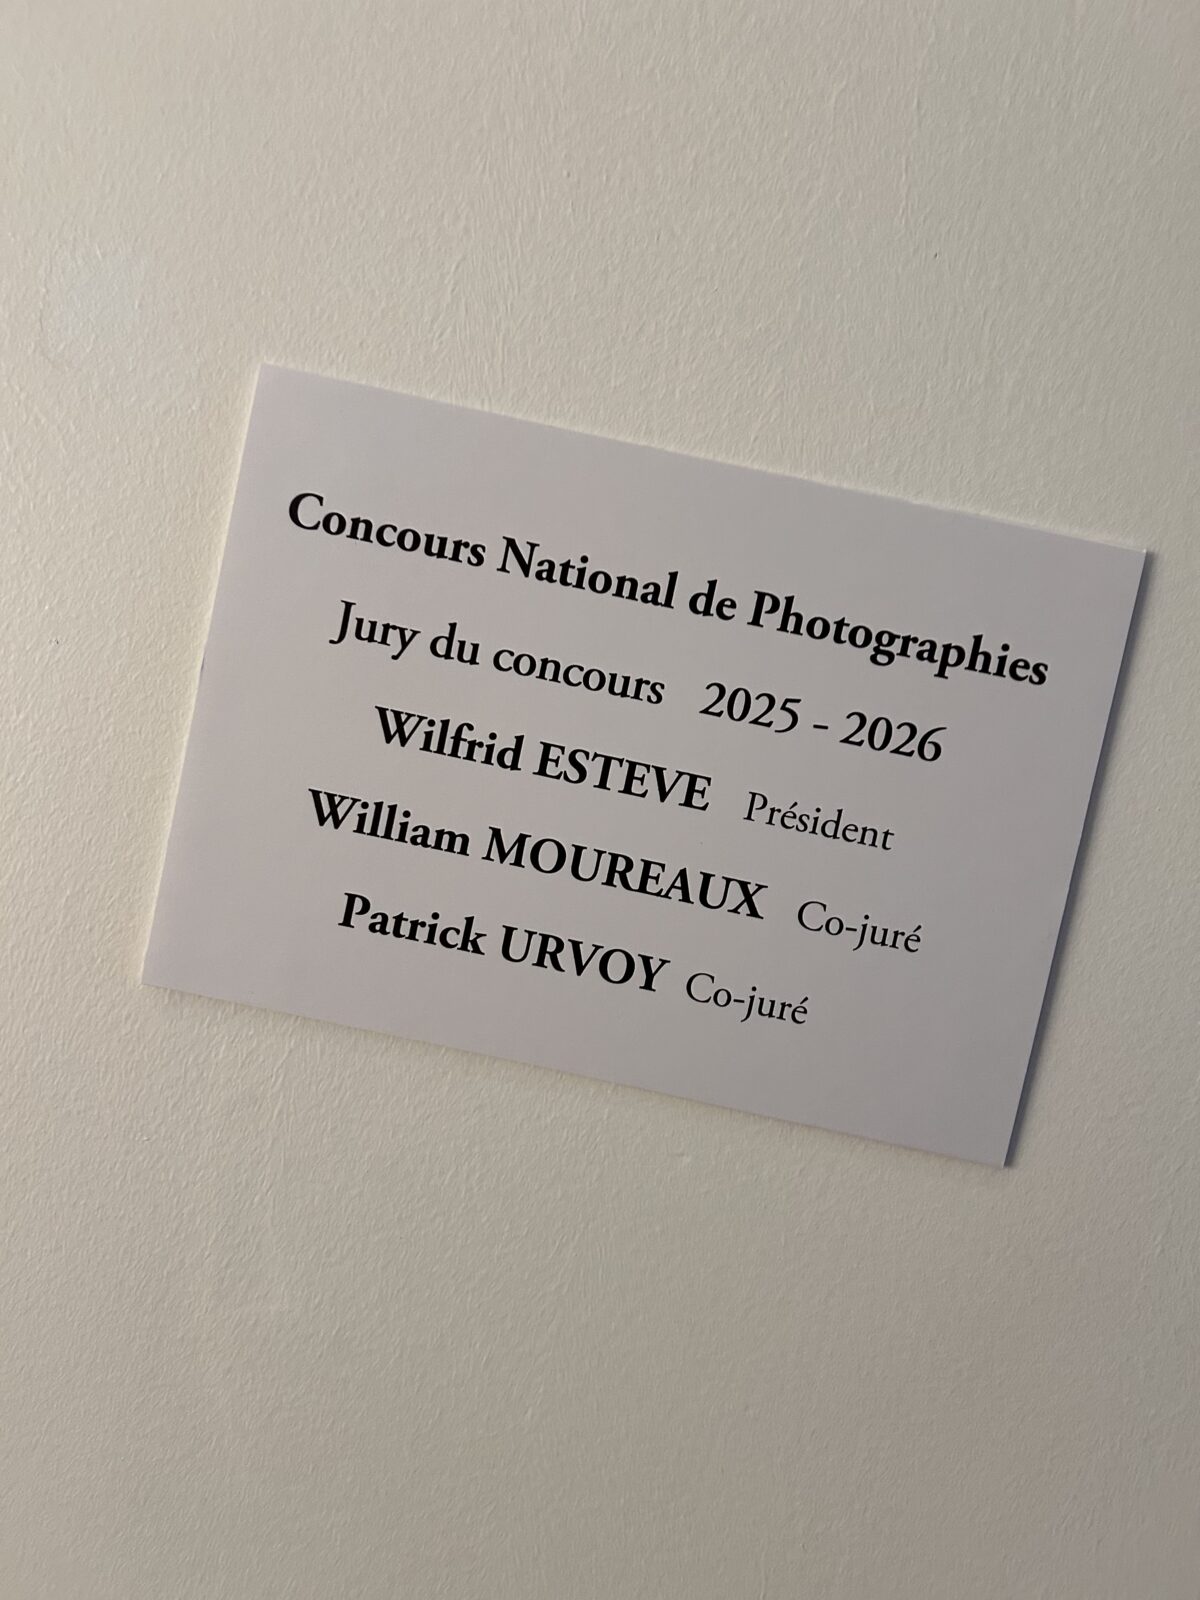 Concours National de Photographies
Jury du concours 2025 - 2026
Wilfrid ESTEVE Président
William MOUREAUX Co-juré
Patrick URVOY Co-juré